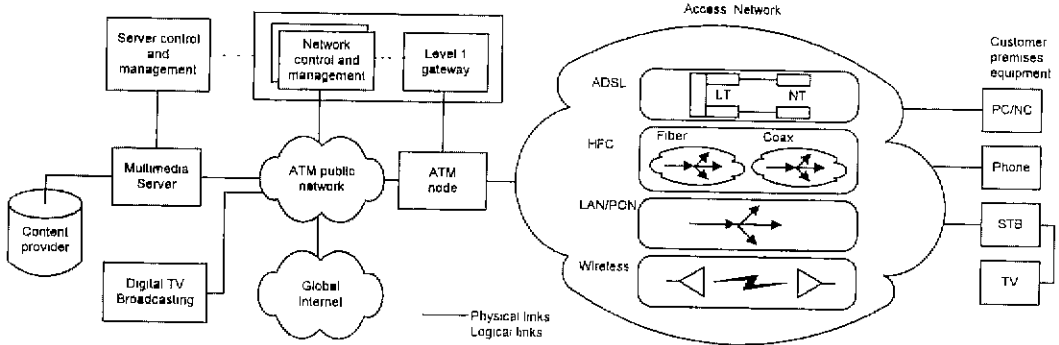 Access Network
Server control
and
management
Network
control and
management
Level 1
gateway
Customer
premises
equipment
ADSL
LT
NT
PC/NC
HFC
Fiber
Coax
Multimedia
Server
ATM public
network
ATM
node
Phone
LAN/PON
Content
provider
STB
Digital TV
Broadcasting
Global
Internet
Wireless
TV
Physical links
Logical links